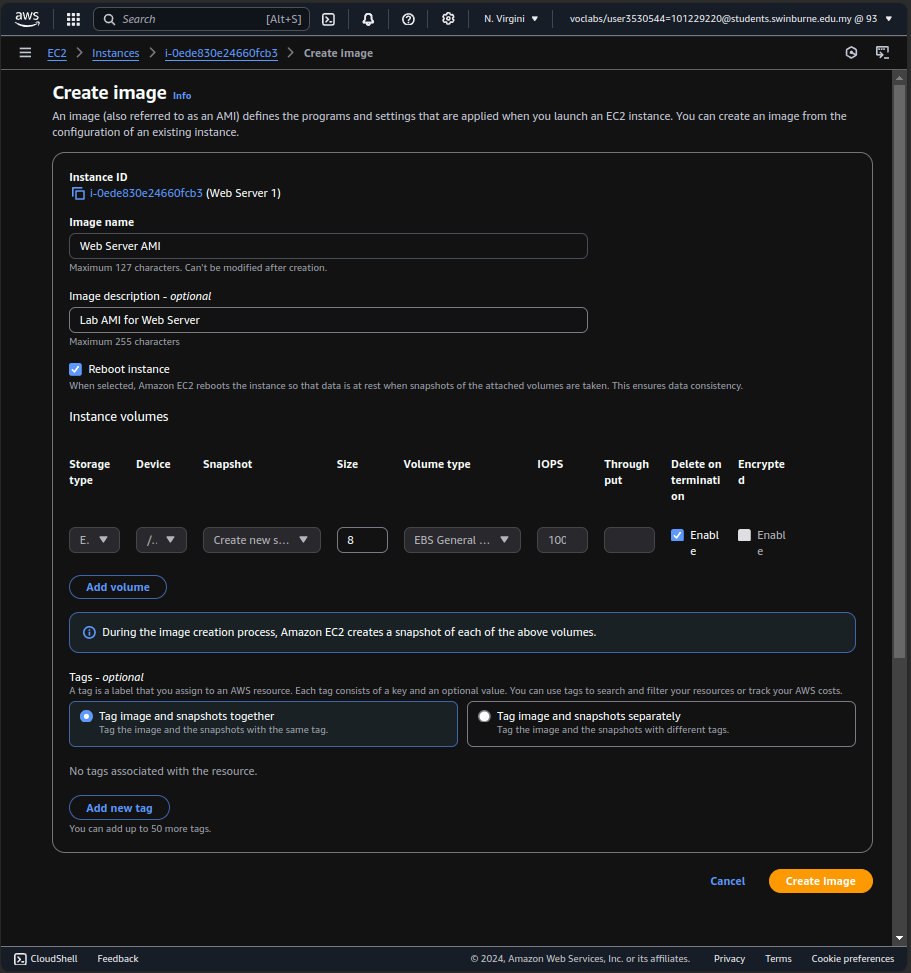 aws
Search [Alt+S]
N. Virgini
voclabs/user3530544=101229220@students.swinburne.edu.my @ 93
EC2
Instances
i-0ede830e24660fcb3
Create image
Create image Info
An image (also referred to as an AMI) defines the programs and settings that are applied when you launch an EC2 instance. You can create an image from the
configuration of an existing instance.
Instance ID
i-0ede830e24660fcb3 (Web Server 1)
Image name
Web Server AMI
Maximum 127 characters. Can't be modified after creation.
Image description - optional
Lab AMI for Web Server
Maximum 255 characters
Reboot instance
When selected, Amazon EC2 reboots the instance so that data is at rest when snapshots of the attached volumes are taken. This ensures data consistency.
Instance volumes
Storage type
Device
Snapshot
Size
Volume type
IOPS
Through
put
Delete on
terminati
on
Encrypte
d
E.
/..
Create new s...
8
EBS General ...
100
Enabl
e
Enabl
e
Add volume
During the image creation process, Amazon EC2 creates a snapshot of each of the above volumes.
Tags - optional
A tag is a label that you assign to an AWS resource. Each tag consists of a key and an optional value. You can use tags to search and filter your resources or track your AWS costs.
Tag image and snapshots together
Tag the image and the snapshots with the same tag.
Tag image and snapshots separately
Tag the image and the snapshots with different tags.
No tags associated with the resource.
Add new tag
You can add up to 50 more tags.
Cancel
Create image
CloudShell
Feedback
© 2024, Amazon Web Services, Inc. or its affiliates.
Privacy
Terms
Cookie preferences